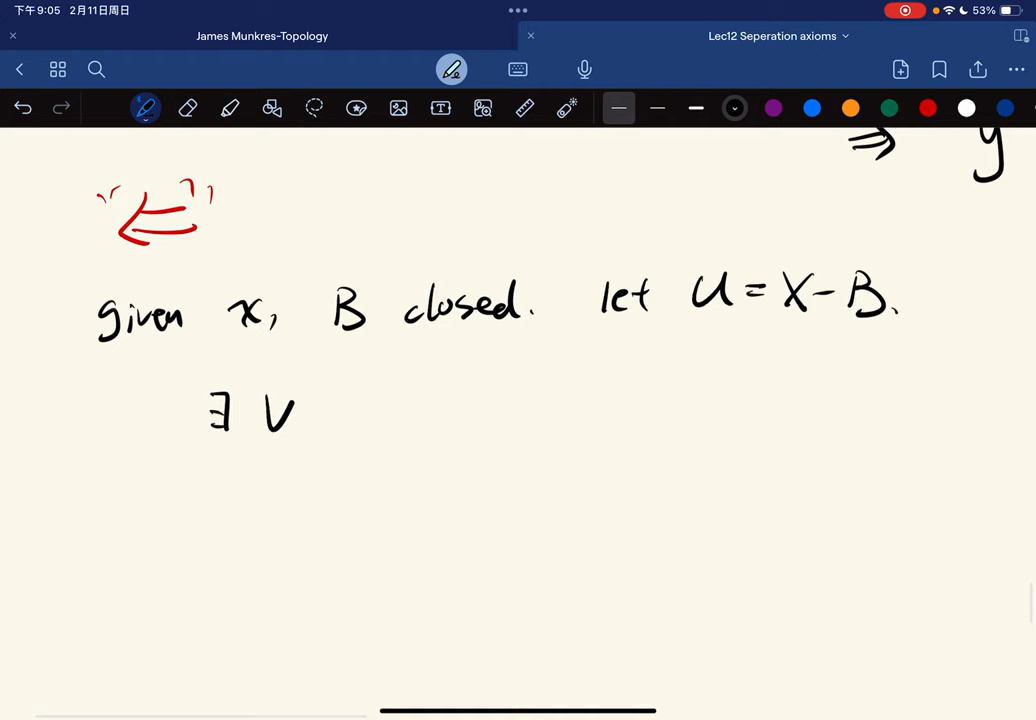 下午9:05 2月11日周日
53%
James Munkres-Topology
Lec12 Seperation axioms
⇒ y
"⇐"
given x, B closed. let U = X - B.
∃ V